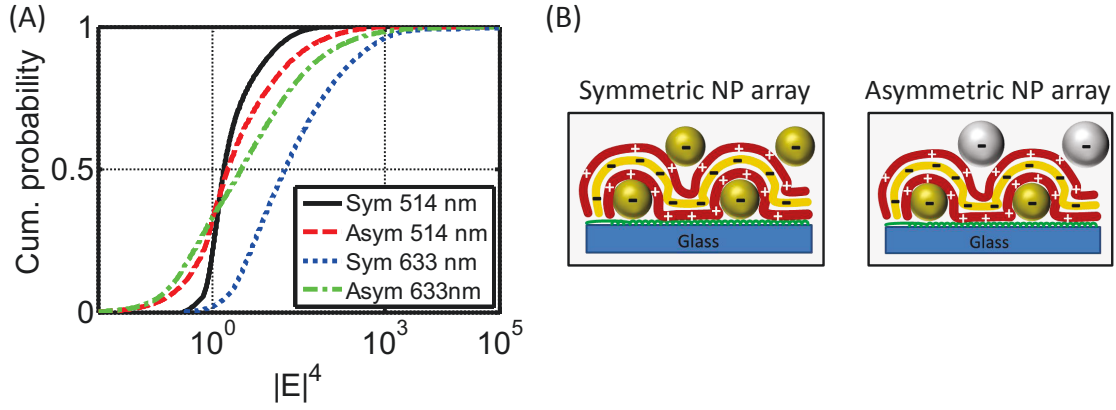 (A)
1
0.5
0
Cum. probability
Sym 514 nm
Asym 514 nm
Sym 633 nm
Asym 633nm
10^0
10^3
10^5
|E|^4
(B)
Symmetric NP array
Asymmetric NP array
Glass
Glass